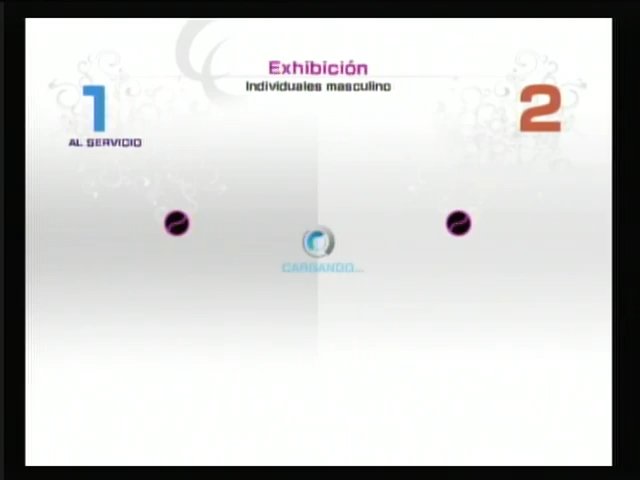 Exhibición
Individuales masculino
1
2
AL SERVICIO
CARGANDO...